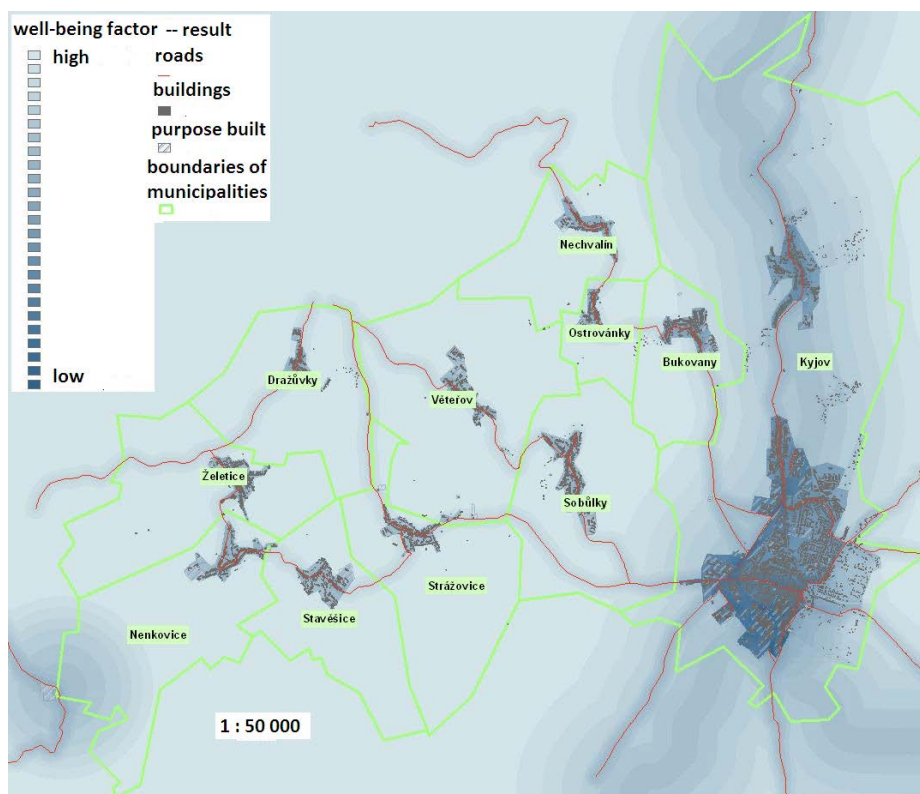 well-being factor -- result
high
roads
buildings
purpose built
boundaries of
municipalities
low
Nechvalín
Ostrovánky
Bukovany
Kyjov
Dražůvky
Věteřov
Želetice
Sobůlky
Strážovice
Stavěšice
Nenkovice
1 : 50 000